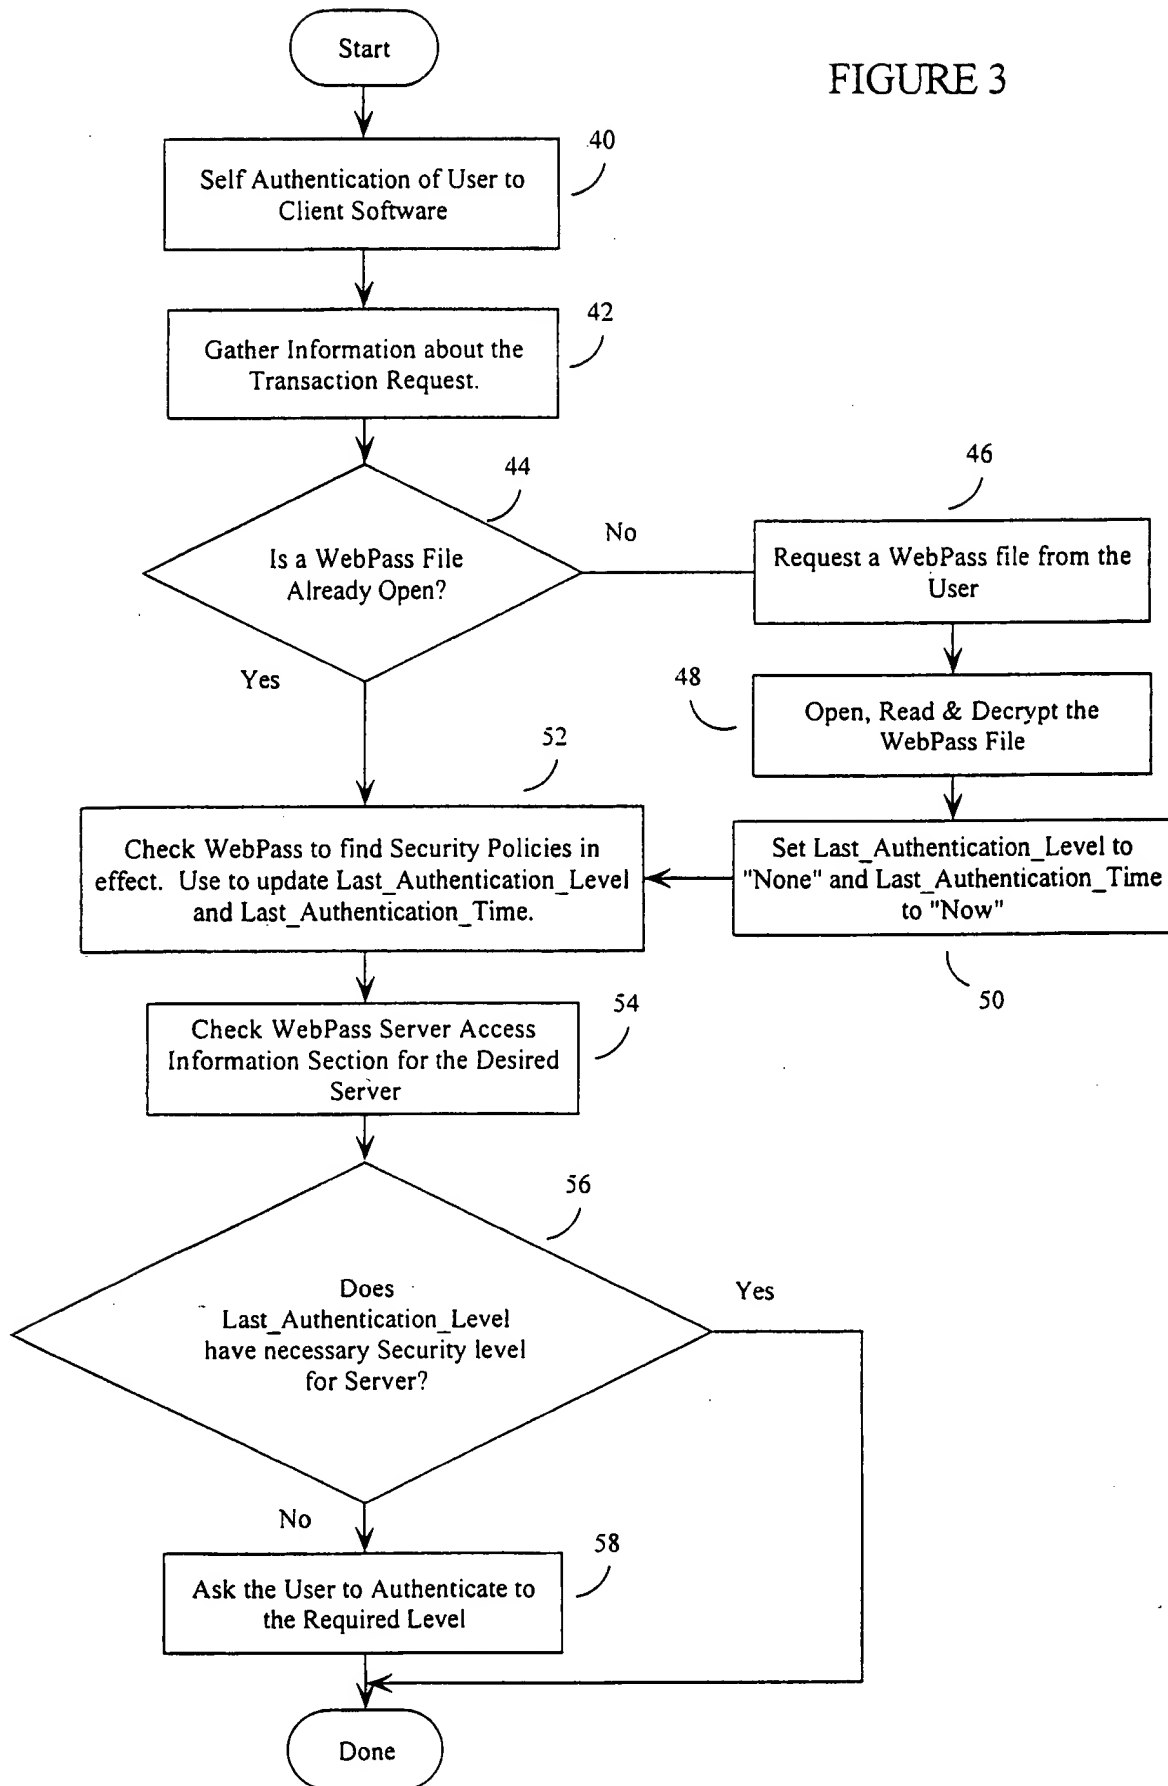 Start
FIGURE 3
40
Self Authentication of User to
Client Software
42
Gather Information about the
Transaction Request.
44
Is a WebPass File
Already Open?
No
Yes
46
Request a WebPass file from the
User
48
Open, Read & Decrypt the
WebPass File
Set Last_Authentication_Level to
"None" and Last_Authentication_Time
to "Now"
50
52
Check WebPass to find Security Policies in
effect. Use to update Last_Authentication_Level
and Last_Authentication_Time.
54
Check WebPass Server Access
Information Section for the Desired
Server
56
Does
Last_Authentication_Level
have necessary Security level
for Server?
Yes
No
58
Ask the User to Authenticate to
the Required Level
Done